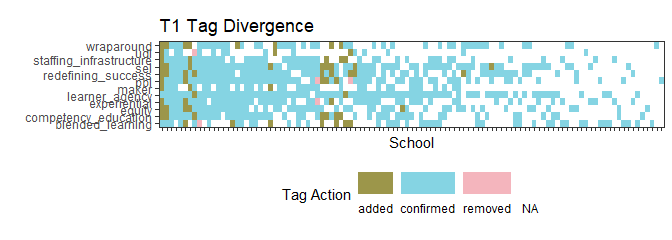 T1 Tag Divergence
wraparound
udl
staffing_infrastructure
sel
redefining_success
pbl
maker
learner_agency
experiential
equity
competency_education
blended_learning
School
Tag Action
added confirmed removed NA